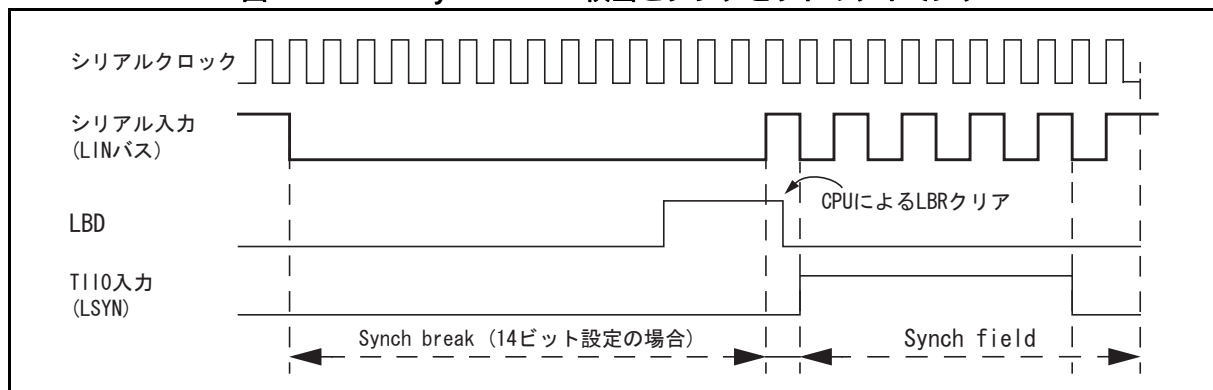 シリアルクロック
シリアル入力
(LINバス)
CPUによるLBRクリア
LBD
TII0入力
(LSYN)
Synch break (14ビット設定の場合)
Synch field